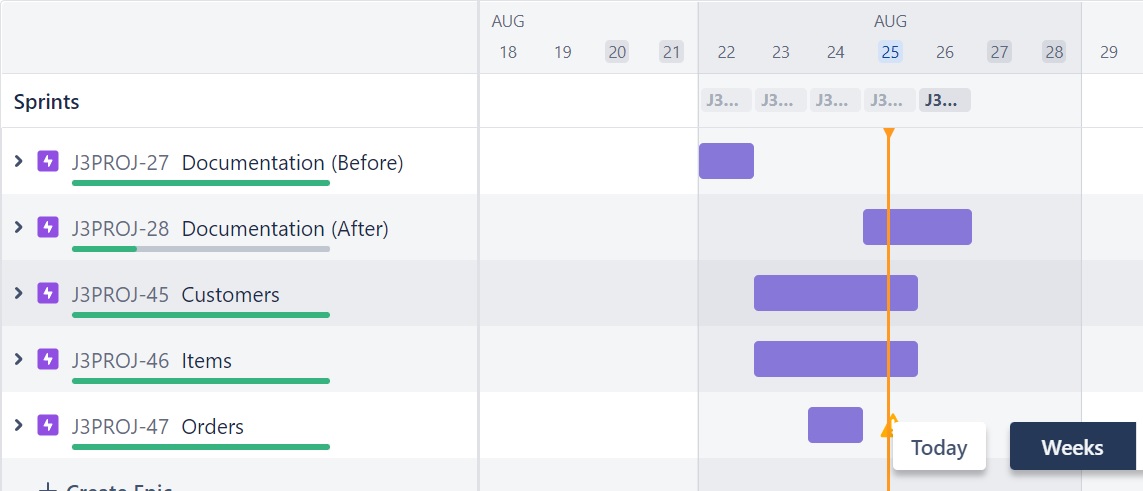 AUG AUG
18 19 20 21 22 23 24 25 26 27 28 29
Sprints J3... J3... J3... J3... J3...
J3PROJ-27 Documentation (Before)
J3PROJ-28 Documentation (After)
J3PROJ-45 Customers
J3PROJ-46 Items
J3PROJ-47 Orders
Today Weeks
Create Epic